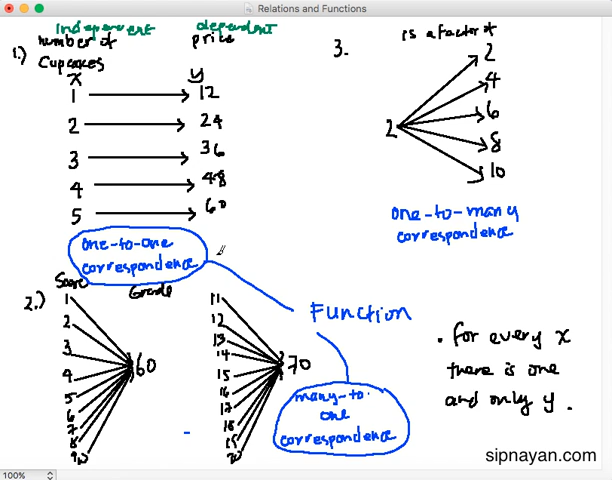 Relations and Functions
independent
dependent
1.)
number of
cupcakes
price
x
y
1
12
2
24
3
36
4
48
5
60
one-to-one
correspondence
3.
is a factor of
2
2
4
6
8
10
one-to-many
correspondence
2.)
Score
Grade
1
2
3
4
5
6
7
8
9
10
60
11
12
13
14
15
16
17
18
19
20
70
Function
many-to-
one
correspondence
. for every x
there is one
and only y.
sipnayan.com
100%